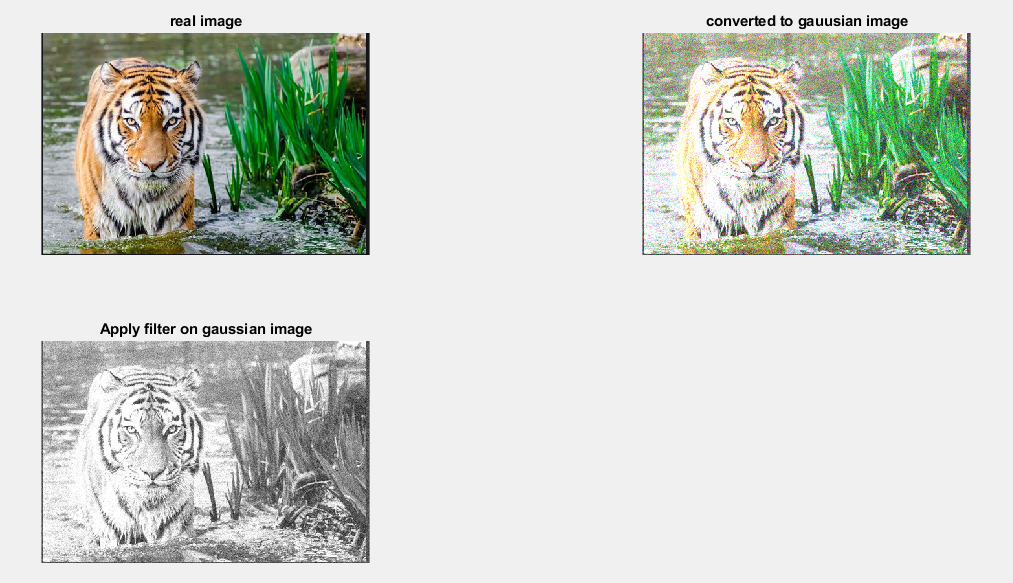 real image
converted to gauusian image
Apply filter on gaussian image